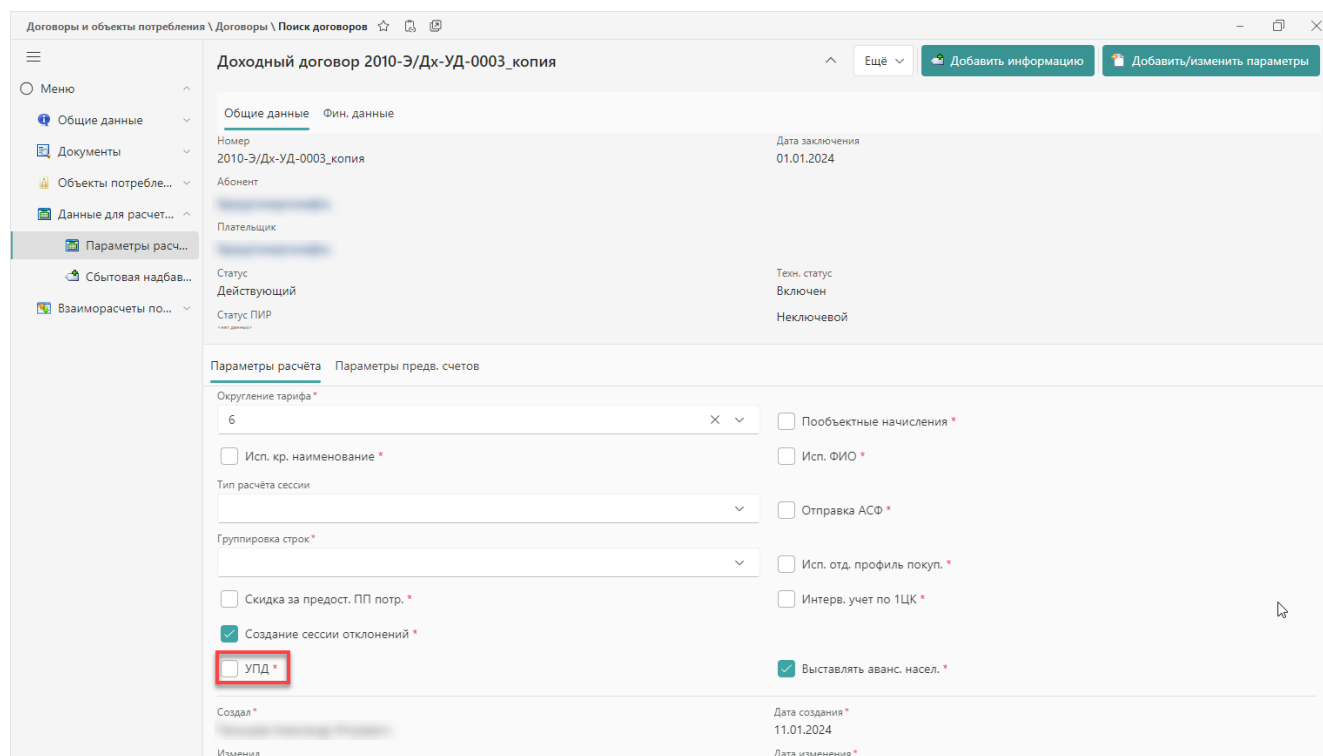 Договоры и объекты потребления \ Договоры \ Поиск договоров
Доходный договор 2010-Э/Дх-УД-0003_копия
Ещё
Добавить информацию
Добавить/изменить параметры
Меню
Общие данные
Документы
Объекты потребле...
Данные для расчет...
Параметры расч...
Сбытовая надбав...
Взаиморасчеты по...
Общие данные Фин. данные
Номер
2010-Э/Дх-УД-0003_копия
Дата заключения
01.01.2024
Абонент
Плательщик
Статус
Действующий
Техн. статус
Включен
Статус ПИР
<нет данных>
Неключевой
Параметры расчёта Параметры предв. счетов
Округление тарифа *
6
Пообъектные начисления *
Исп. кр. наименование *
Исп. ФИО *
Тип расчёта сессии
Отправка АСФ *
Группировка строк *
Исп. отд. профиль покуп. *
Скидка за предост. ПП потр. *
Интерв. учет по 1ЦК *
Создание сессии отклонений *
УПД *
Выставлять аванс. насел. *
Создал *
Дата создания *
11.01.2024
Изменил
Дата изменения *